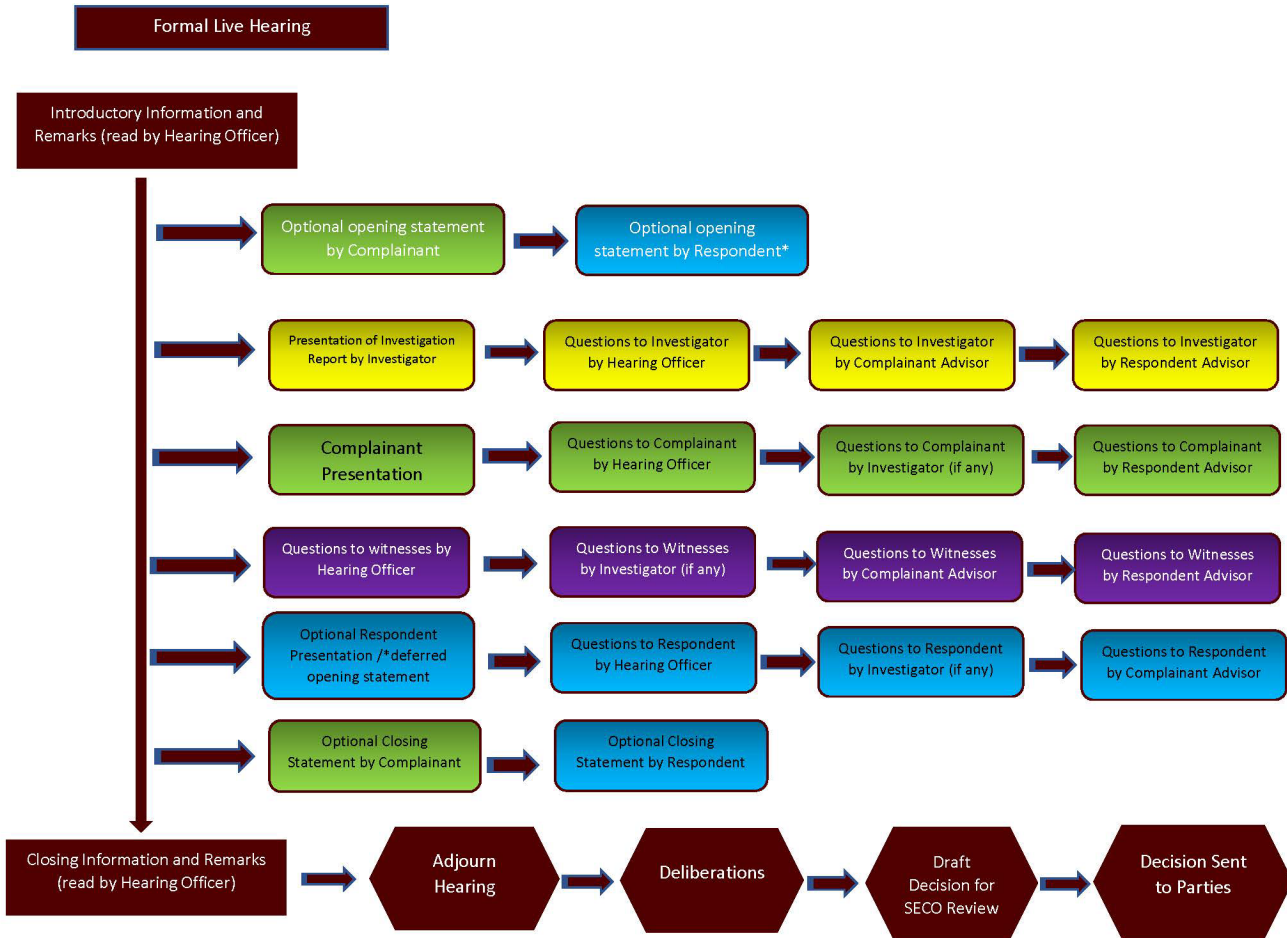 Formal Live Hearing
Introductory Information and
Remarks (read by Hearing Officer)
Optional opening statement
by Complainant
Optional opening
statement by Respondent*
Presentation of Investigation
Report by Investigator
Questions to Investigator
by Hearing Officer
Questions to Investigator
by Complainant Advisor
Questions to Investigator
by Respondent Advisor
Complainant
Presentation
Questions to Complainant
by Hearing Officer
Questions to Complainant
by Investigator (if any)
Questions to Complainant
by Respondent Advisor
Questions to witnesses by
Hearing Officer
Questions to Witnesses
by Investigator (if any)
Questions to Witnesses
by Complainant Advisor
Questions to Witnesses
by Respondent Advisor
Optional Respondent
Presentation /*deferred
opening statement
Questions to Respondent
by Hearing Officer
Questions to Respondent
by Investigator (if any)
Questions to Respondent
by Complainant Advisor
Optional Closing
Statement by Complainant
Optional Closing
Statement by Respondent
Closing Information and Remarks
(read by Hearing Officer)
Adjourn
Hearing
Deliberations
Draft
Decision for
SECO Review
Decision Sent
to Parties